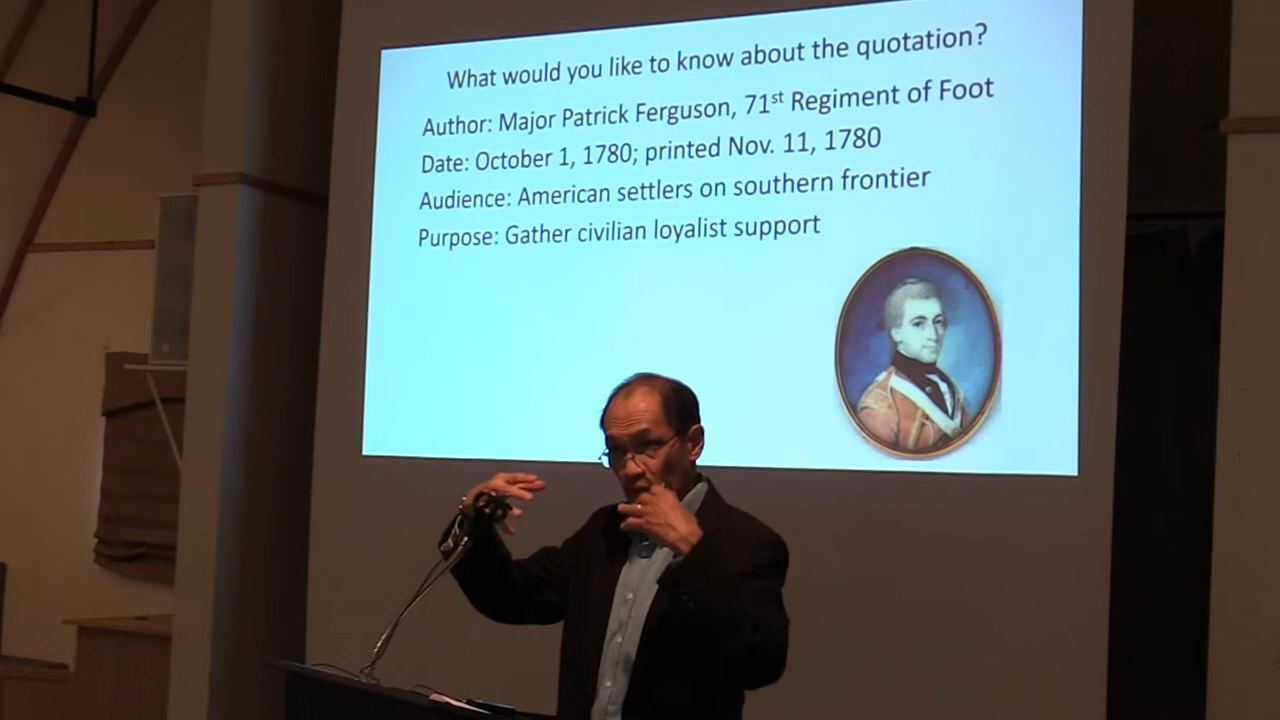 What would you like to know about the quotation?
Author: Major Patrick Ferguson, 71st Regiment of Foot
Date: October 1, 1780; printed Nov. 11, 1780
Audience: American settlers on southern frontier
Purpose: Gather civilian loyalist support